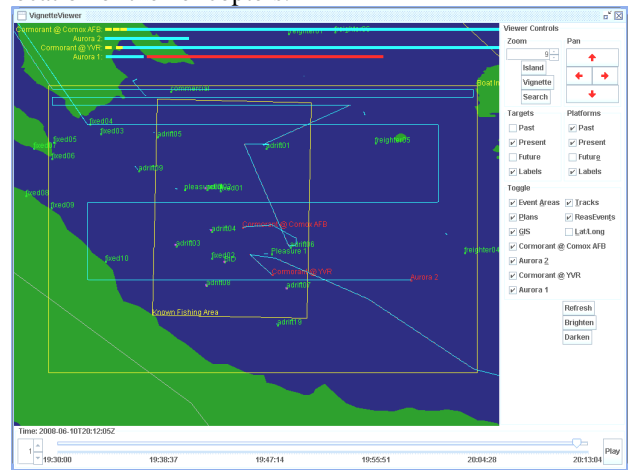 VignetteViewer
Cormorant @ Comox AFB:
Aurora 2:
Cormorant @ YVR:
Aurora 1:
commercial
Boat In
fixed04
fixed03
adrift05
fixed05
fixed06
adrift01
freighter05
adrift09
fixed01
fixed08
fixed09
adrift04
Cormorant @ Comox AFB
adrift03
adrift06
fixed02
Pleasure 1
freighter04
fixed10
Cormorant @ YVR
Aurora 2
adrift08
adrift07
Known Fishing Area
adrift19
Viewer Controls
Zoom
Pan
9
Island
Vignette
Search
Targets
Platforms
Past
Past
Present
Present
Future
Future
Labels
Labels
Toggle
Event Areas
Tracks
Plans
ReasEvents
GIS
Lat/Long
Cormorant @ Comox AFB
Aurora 2
Cormorant @ YVR
Aurora 1
Refresh
Brighten
Darken
Time: 2008-06-10T20:12:05Z
1
19:30:00
19:38:37
19:47:14
19:55:51
20:04:28
20:13:04
Play